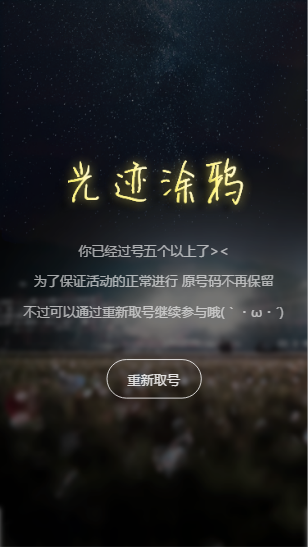 光迹涂鸦
你已经过号五个以上了><
为了保证活动的正常进行 原号码不再保留
不过可以通过重新取号继续参与哦(｀・ω・´)
重新取号